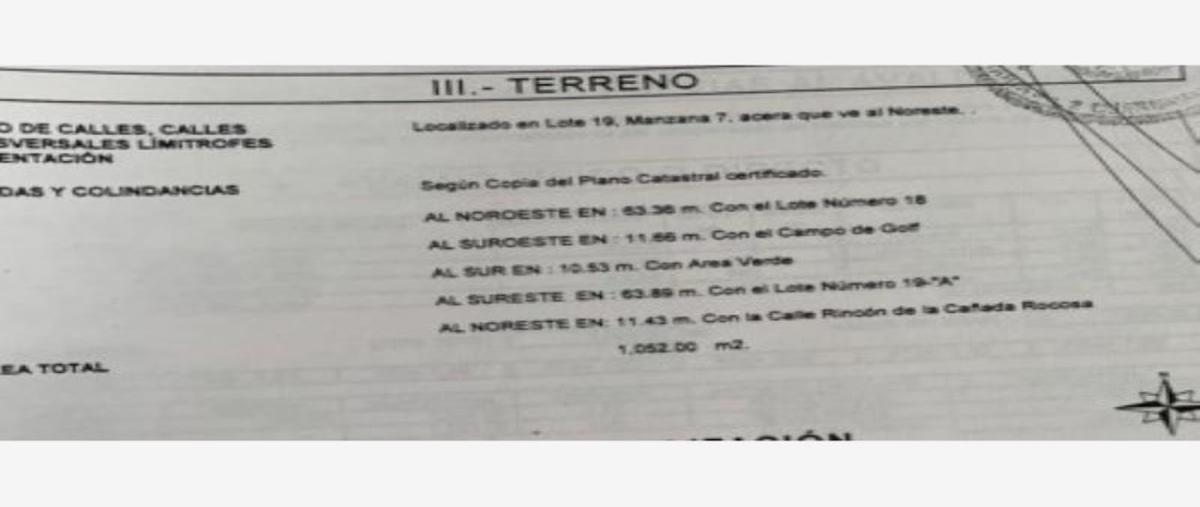 III.- TERRENO
O DE CALLES, CALLES
SVERSALES LÍMITROFES
ENTACIÓN
Localizado en Lote 19, Manzana 7, acera que ve al Noreste.
DAS Y COLINDANCIAS
Según Copia del Plano Catastral certificado.
AL NOROESTE EN : 63.36 m. Con el Lote Número 18
AL SUROESTE EN : 11.66 m. Con el Campo de Golf
AL SUR EN : 10.53 m. Con Area Verde
AL SURESTE EN : 63.89 m. Con el Lote Número 19-"A"
AL NORESTE EN: 11.43 m. Con la Calle Rincón de la Cañada Rocosa
EA TOTAL
1,052.00 m2.